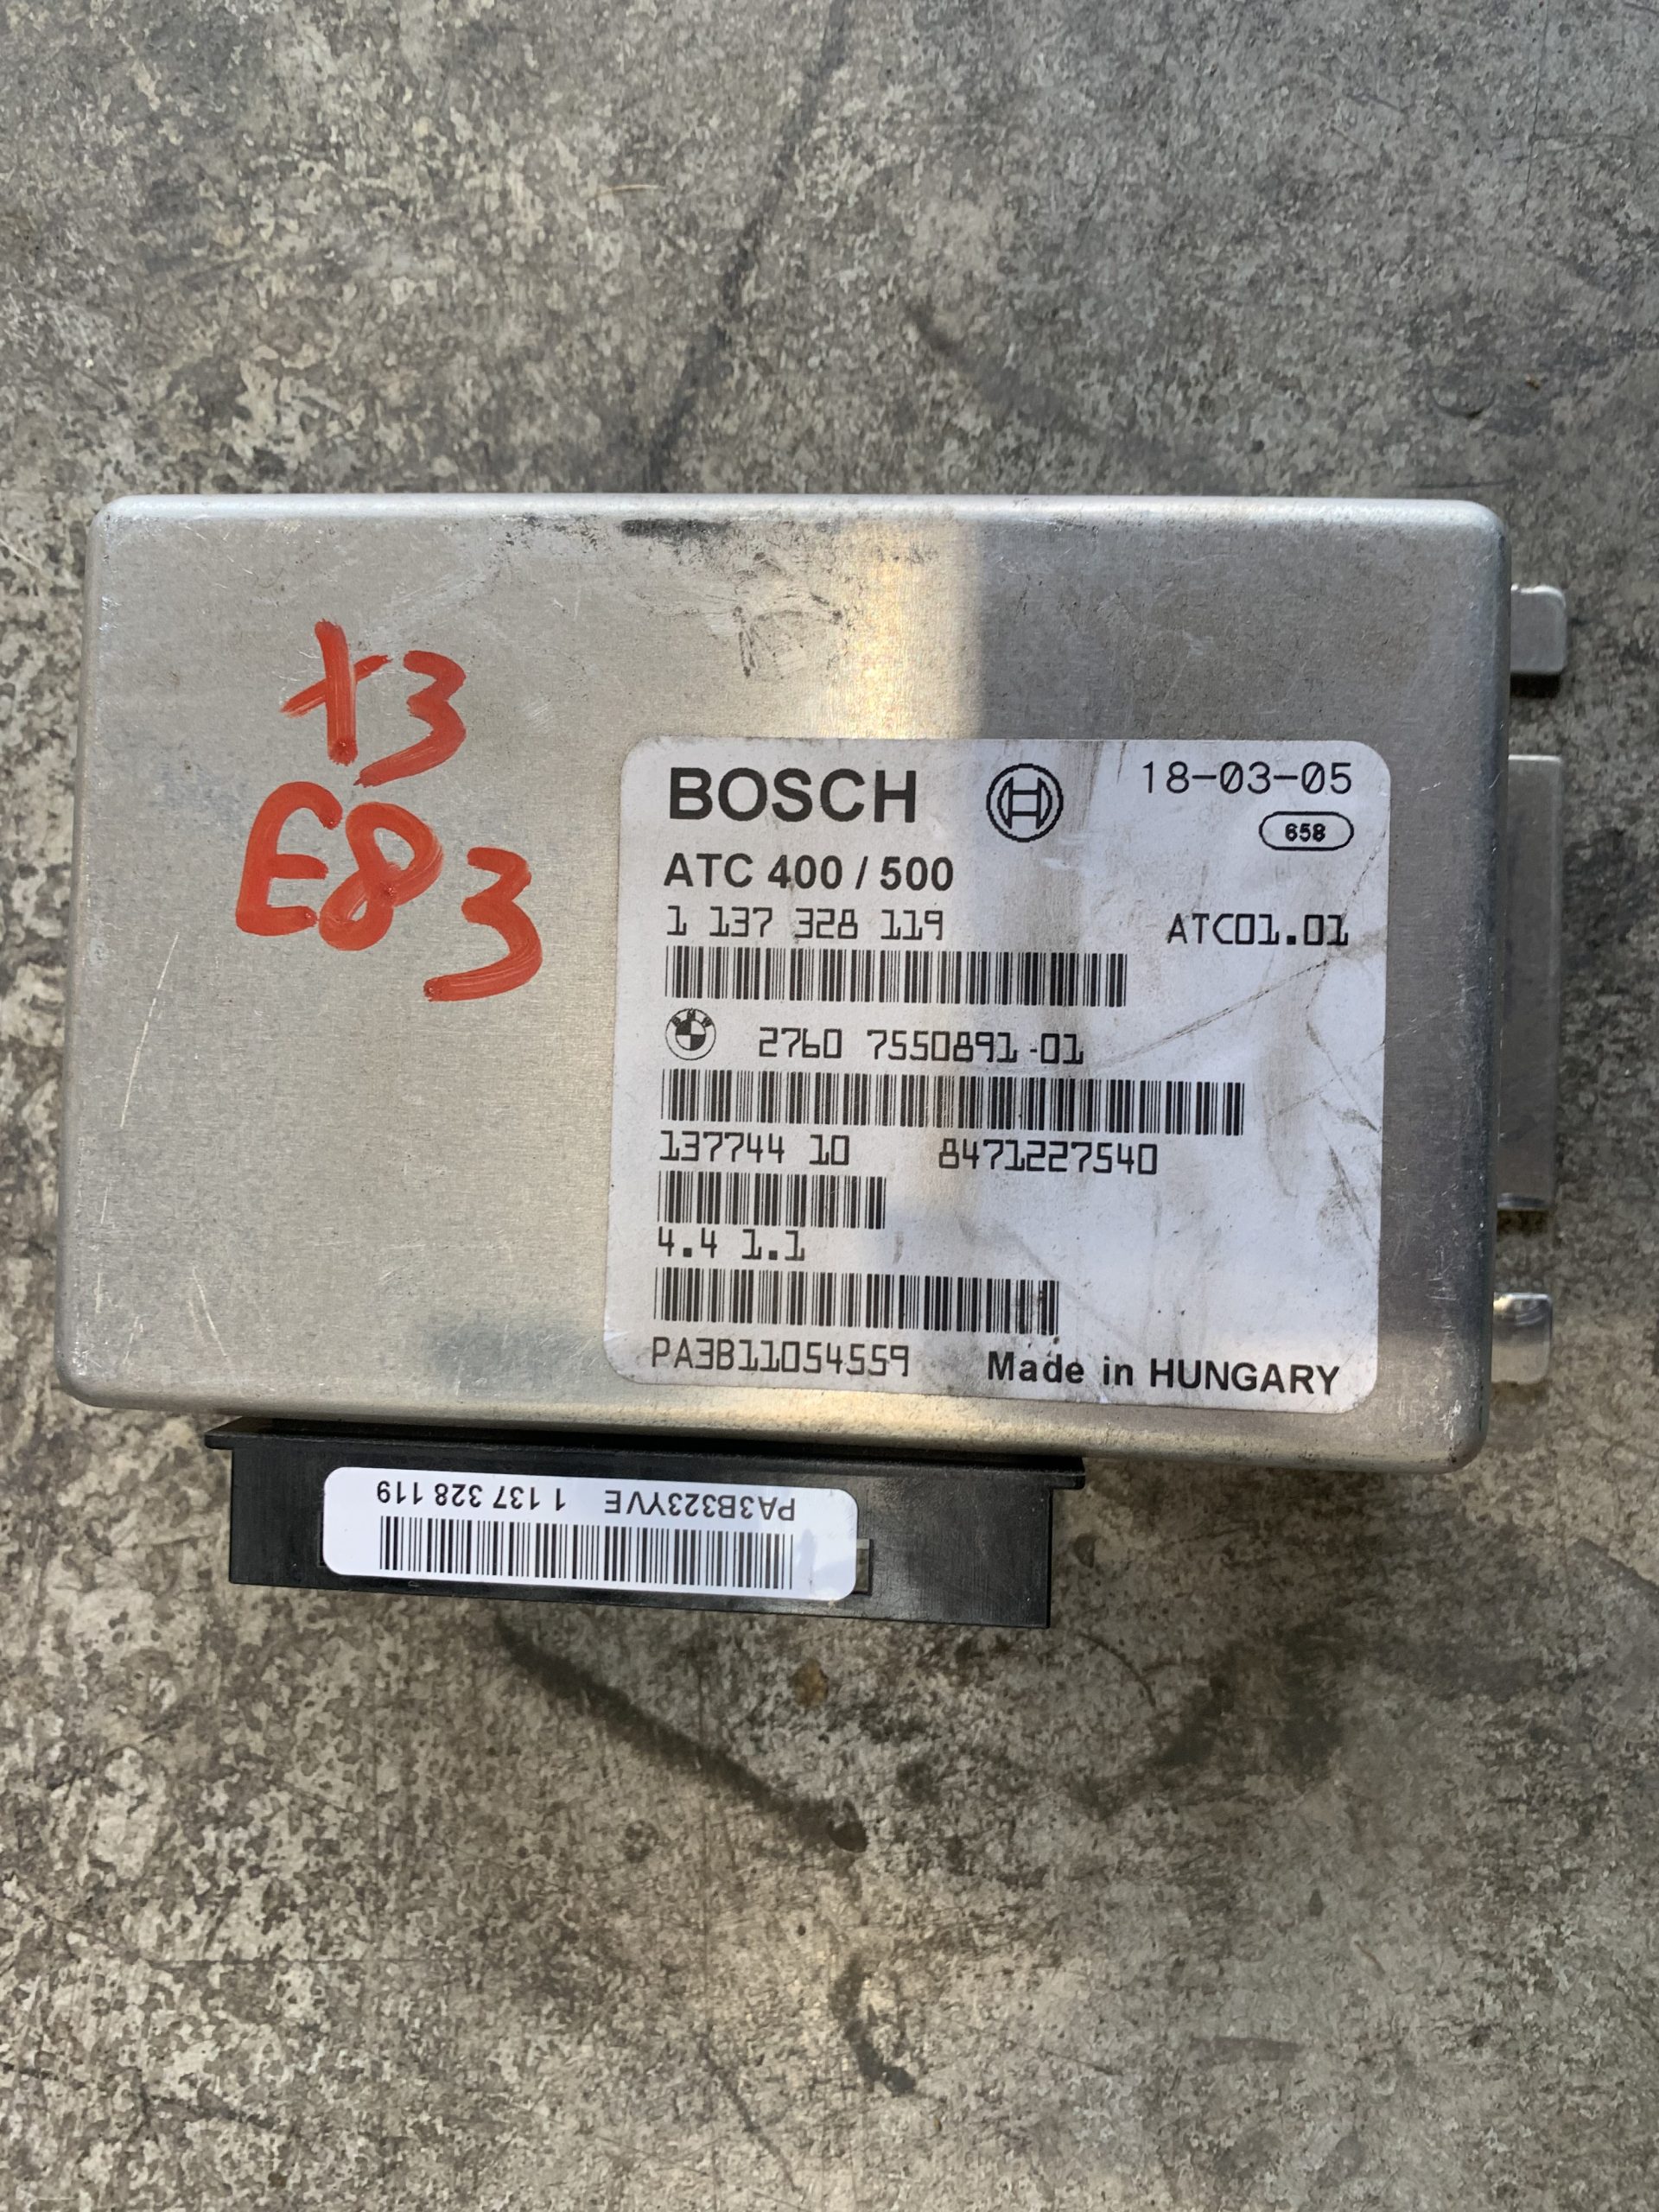 x3
E83
BOSCH 18-03-05
658
ATC 400 / 500
1 137 328 119 ATC01.01
BMW 2760 7550891-01
137744 10 8471227540
4.4 1.1
PA3B11054559 Made in HUNGARY
PA3B323YVE 1 137 328 119